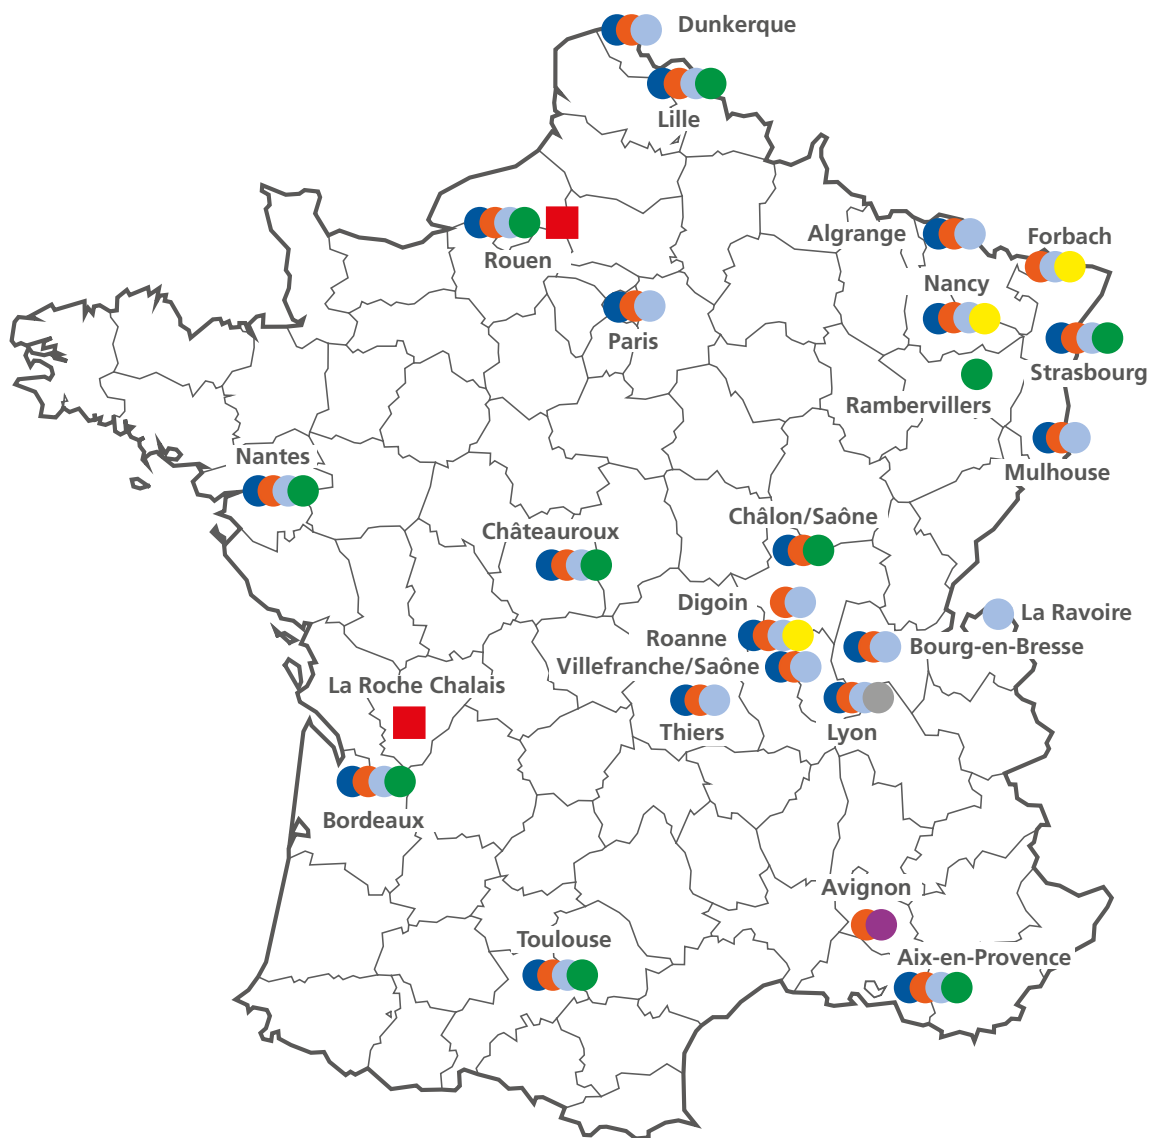 Dunkerque
Lille
Rouen
Algrange
Forbach
Nancy
Paris
Strasbourg
Rambervillers
Nantes
Mulhouse
Châteauroux
Châlon/Saône
Digoin
La Ravoire
Roanne
Bourg-en-Bresse
Villefranche/Saône
La Roche Chalais
Thiers
Lyon
Bordeaux
Avignon
Toulouse
Aix-en-Provence